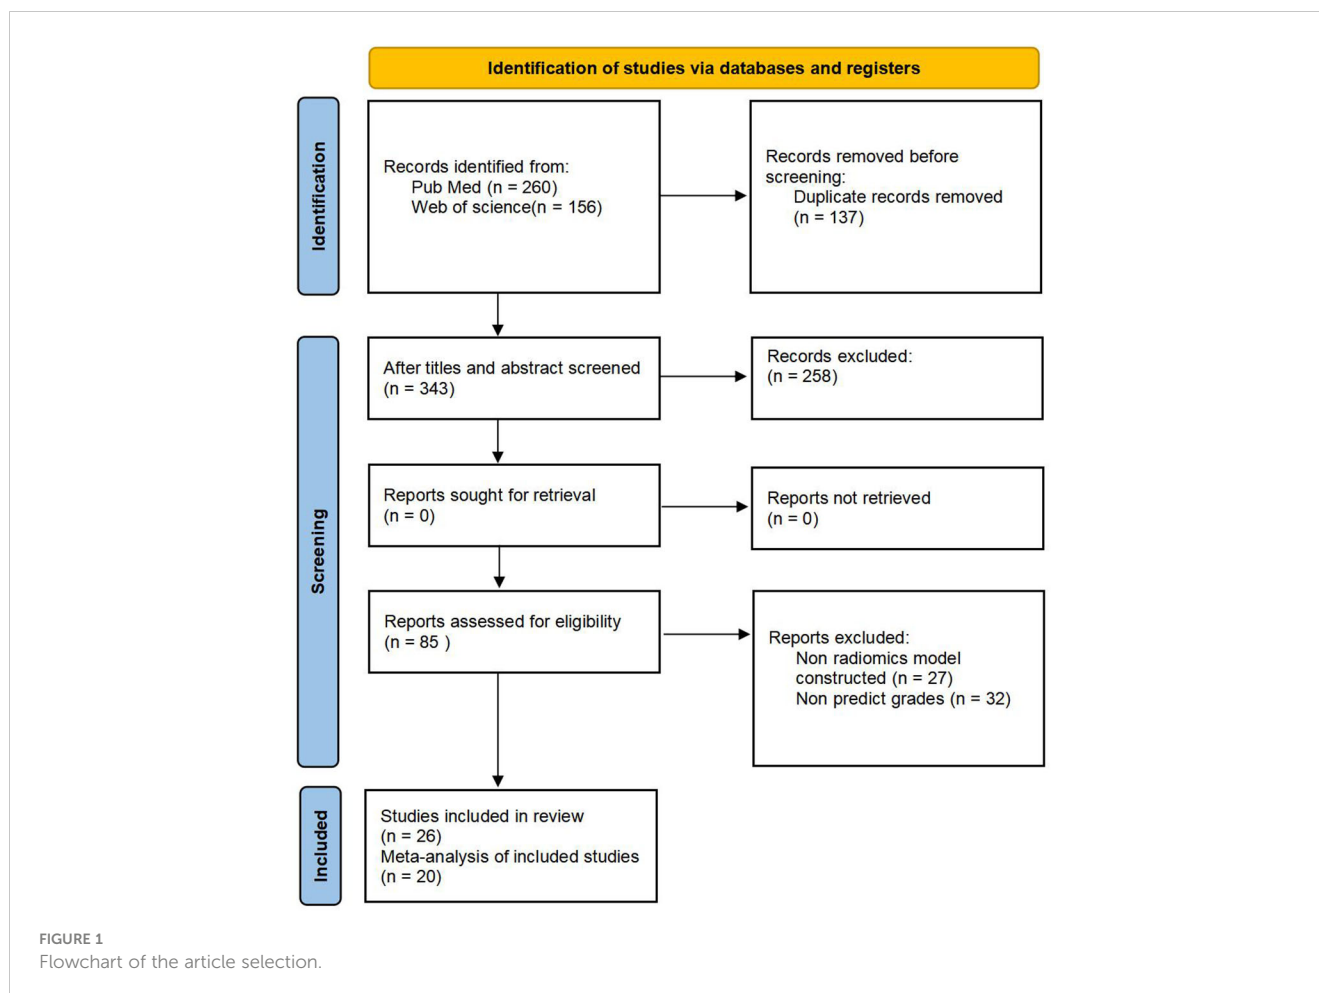 Identification of studies via databases and registers
Identification
Records identified from:
Pub Med (n = 260)
Web of science(n = 156)
Records removed before
screening:
Duplicate records removed
(n = 137)
Screening
After titles and abstract screened
(n = 343)
Records excluded:
(n = 258)
Reports sought for retrieval
(n = 0)
Reports not retrieved
(n = 0)
Reports assessed for eligibility
(n = 85 )
Reports excluded:
Non radiomics model
constructed (n = 27)
Non predict grades (n = 32)
Included
Studies included in review
(n = 26)
Meta-analysis of included studies
(n = 20)
FIGURE 1
Flowchart of the article selection.